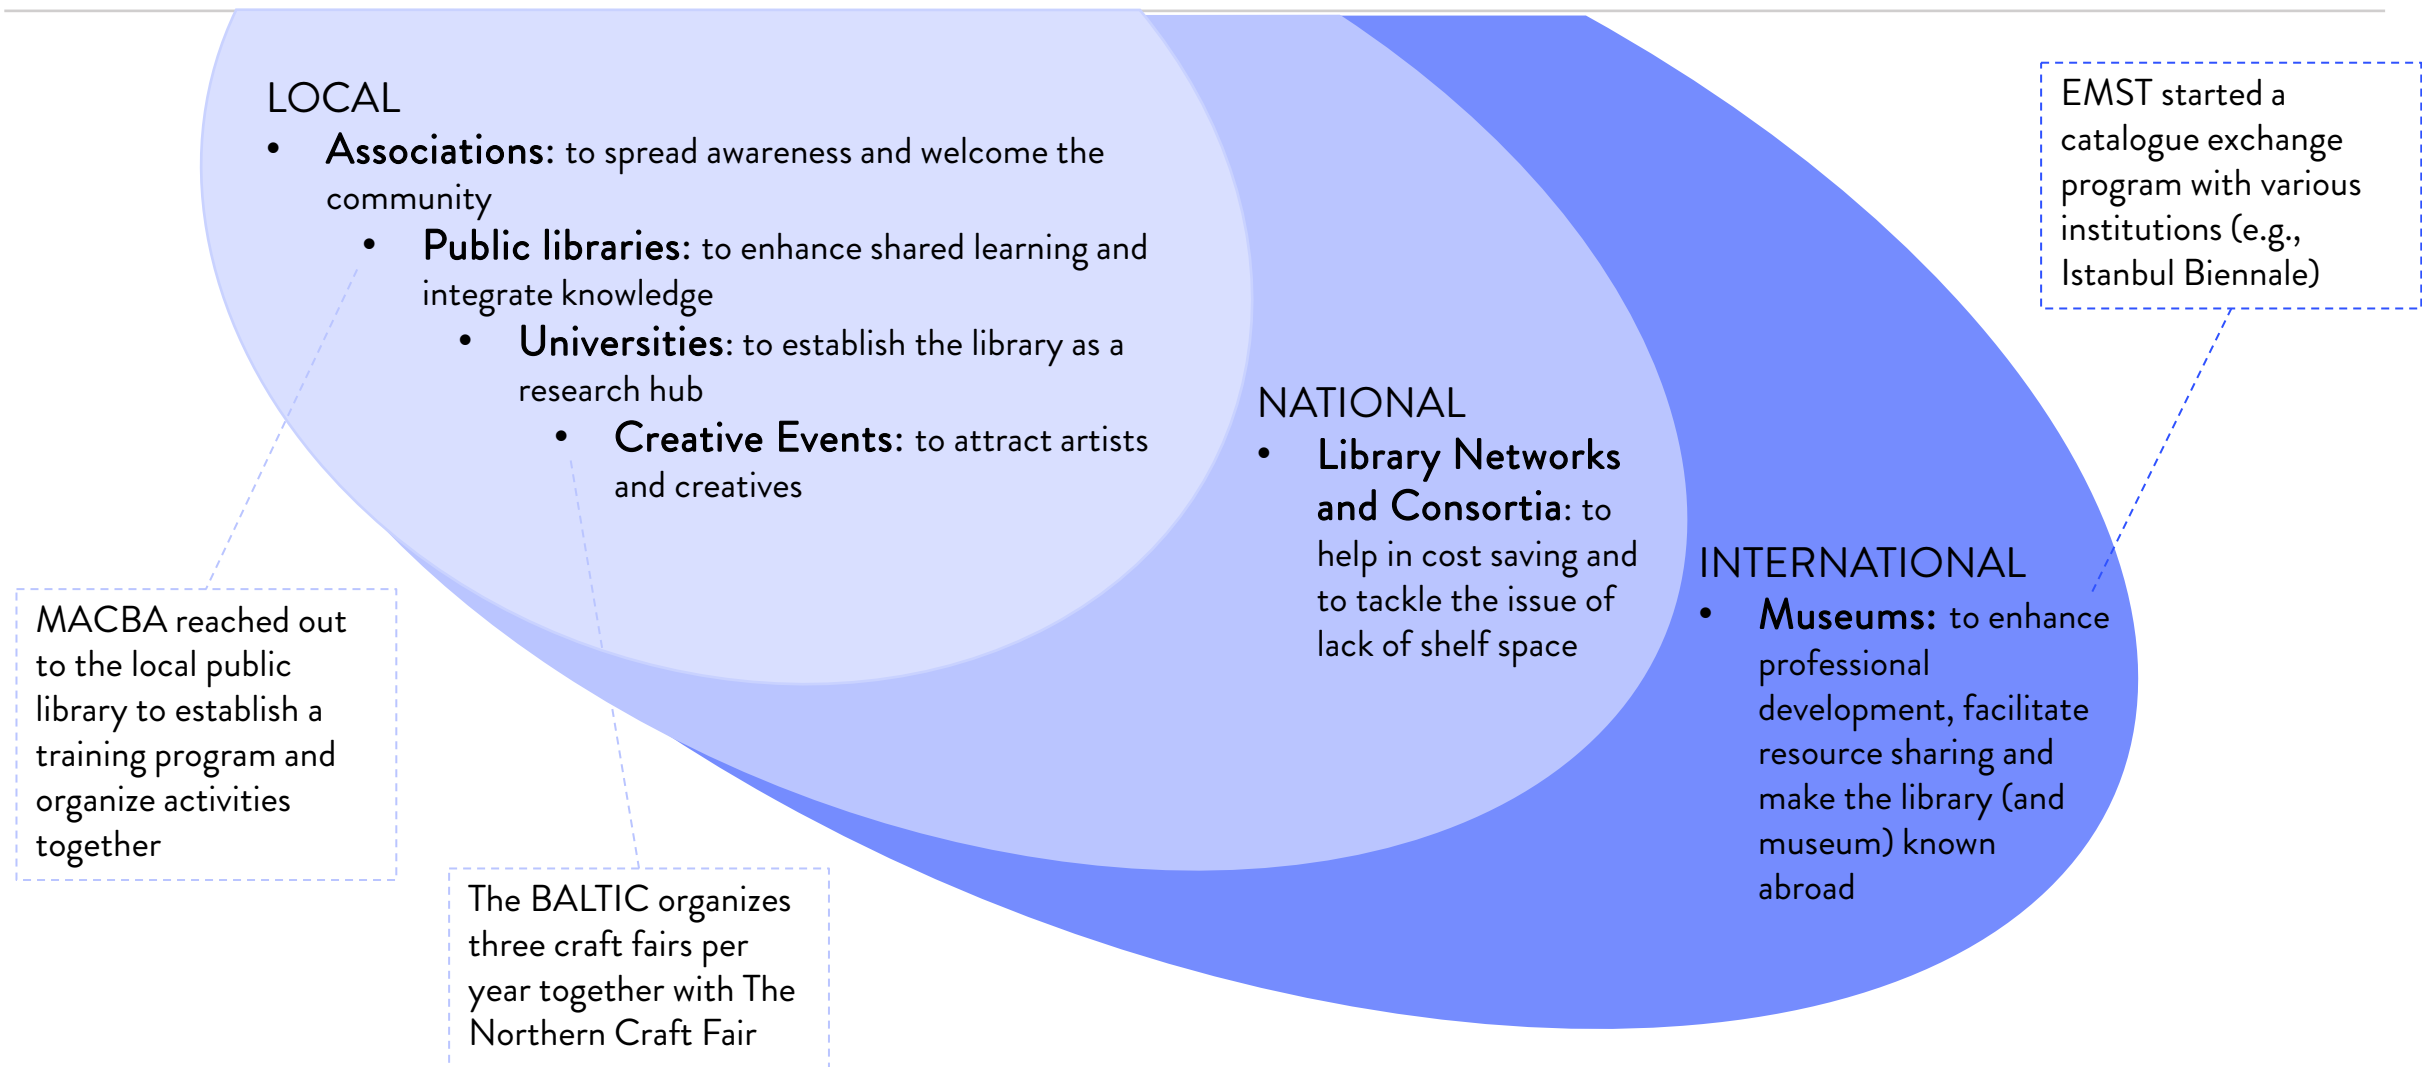 LOCAL
• Associations: to spread awareness and welcome the
community
• Public libraries: to enhance shared learning and
integrate knowledge
• Universities: to establish the library as a
research hub
• Creative Events: to attract artists
and creatives
NATIONAL
• Library Networks
and Consortia: to
help in cost saving and
to tackle the issue of
lack of shelf space
INTERNATIONAL
• Museums: to enhance
professional
development, facilitate
resource sharing and
make the library (and
museum) known
abroad
EMST started a
catalogue exchange
program with various
institutions (e.g.,
Istanbul Biennale)
MACBA reached out
to the local public
library to establish a
training program and
organize activities
together
The BALTIC organizes
three craft fairs per
year together with The
Northern Craft Fair